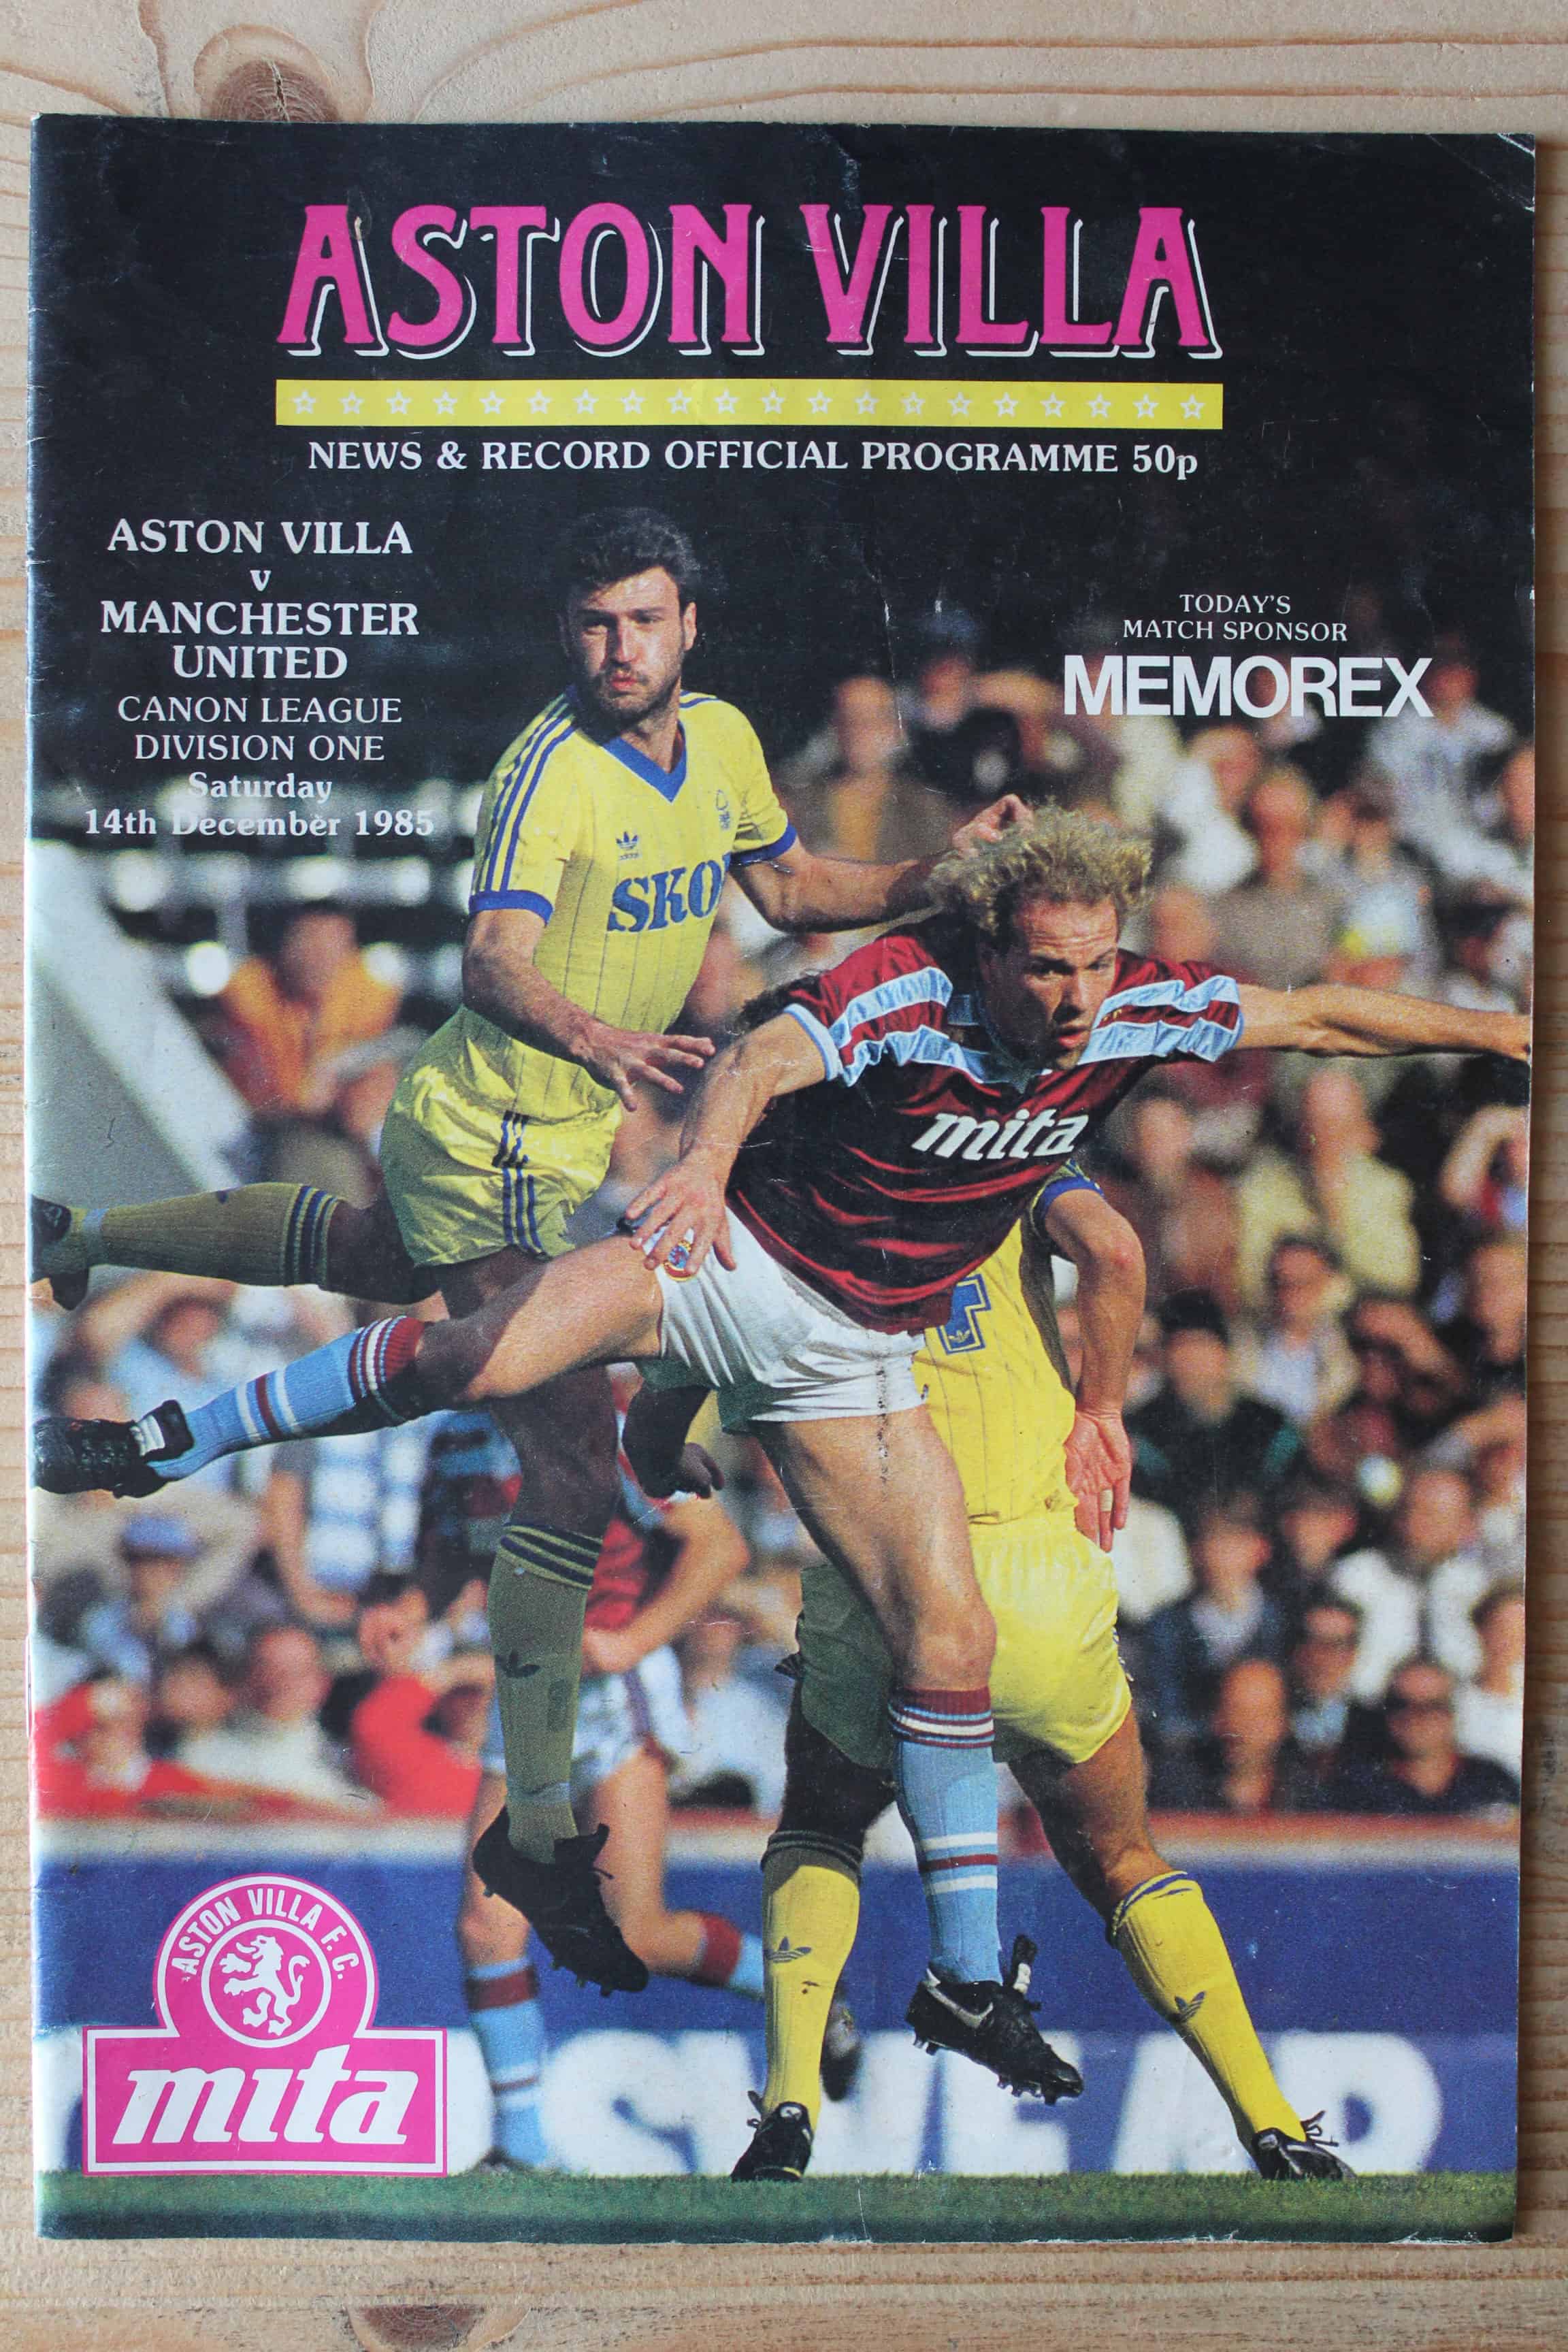 ASTON VILLA
NEWS & RECORD OFFICIAL PROGRAMME 50p
ASTON VILLA
v
MANCHESTER
UNITED
CANON LEAGUE
DIVISION ONE
Saturday
14th December 1985
TODAY'S
MATCH SPONSOR
MEMOREX
SKO
mita
4
ASTON VILLA F.C.
mita